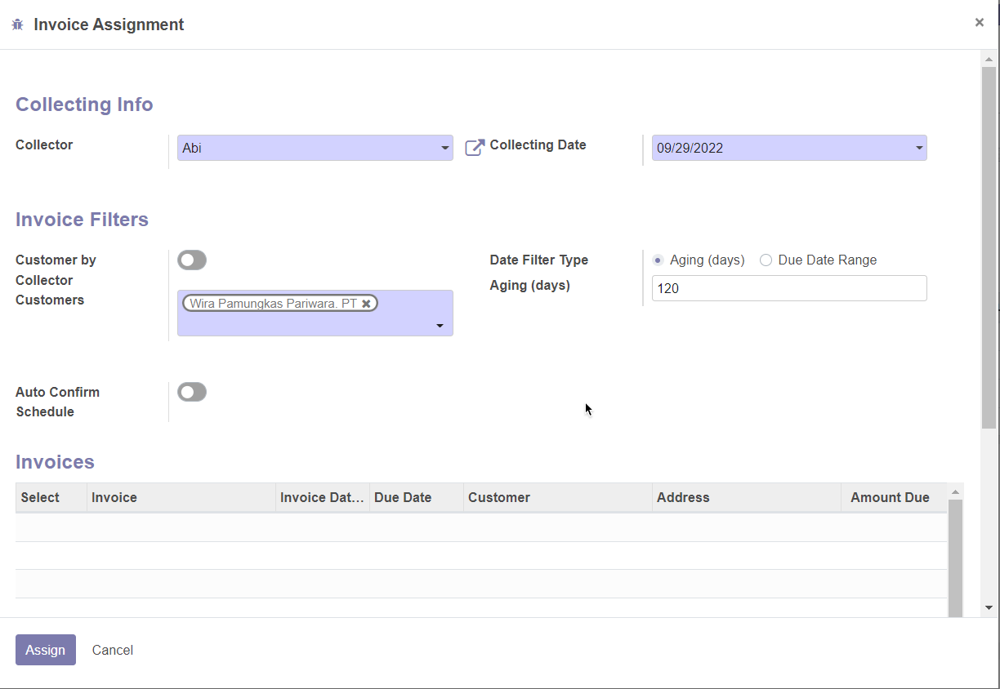 Invoice Assignment
Collecting Info
Collector
Abi
Collecting Date
09/29/2022
Invoice Filters
Customer by
Collector
Date Filter Type
Aging (days)
Due Date Range
Customers
Wira Pamungkas Pariwara. PT
Aging (days)
120
Auto Confirm
Schedule
Invoices
Select Invoice Invoice Dat... Due Date Customer Address Amount Due
Assign Cancel